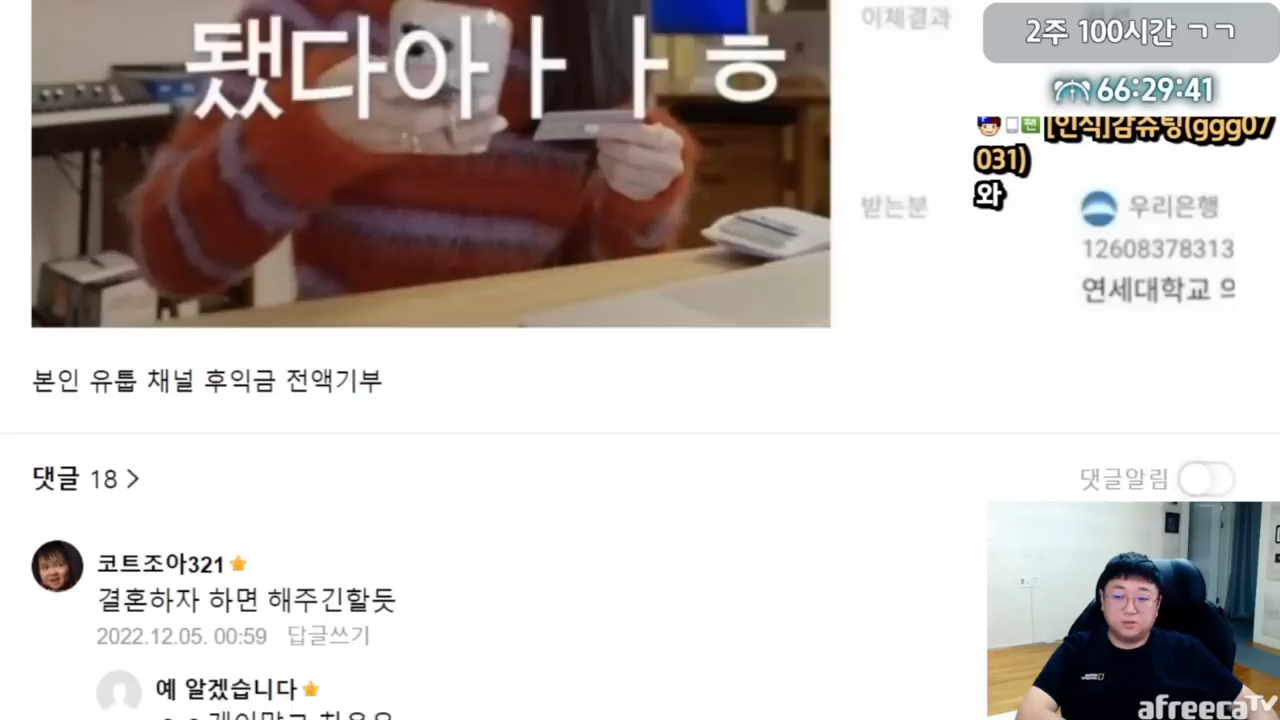 됐다아ㅏㅏㅎ
이체결과
2주 100시간 ㄱㄱ
66:29:41
팬 [인직]감슈팅(ggg07
031)
와
받는분
우리은행
12608378313
연세대학교 으
본인 유튭 채널 후익금 전액기부
댓글 18 >
댓글알림
코트조아321
결혼하자 하면 해주긴할듯
2022.12.05. 00:59 답글쓰기
예 알겠습니다
afreecaTV